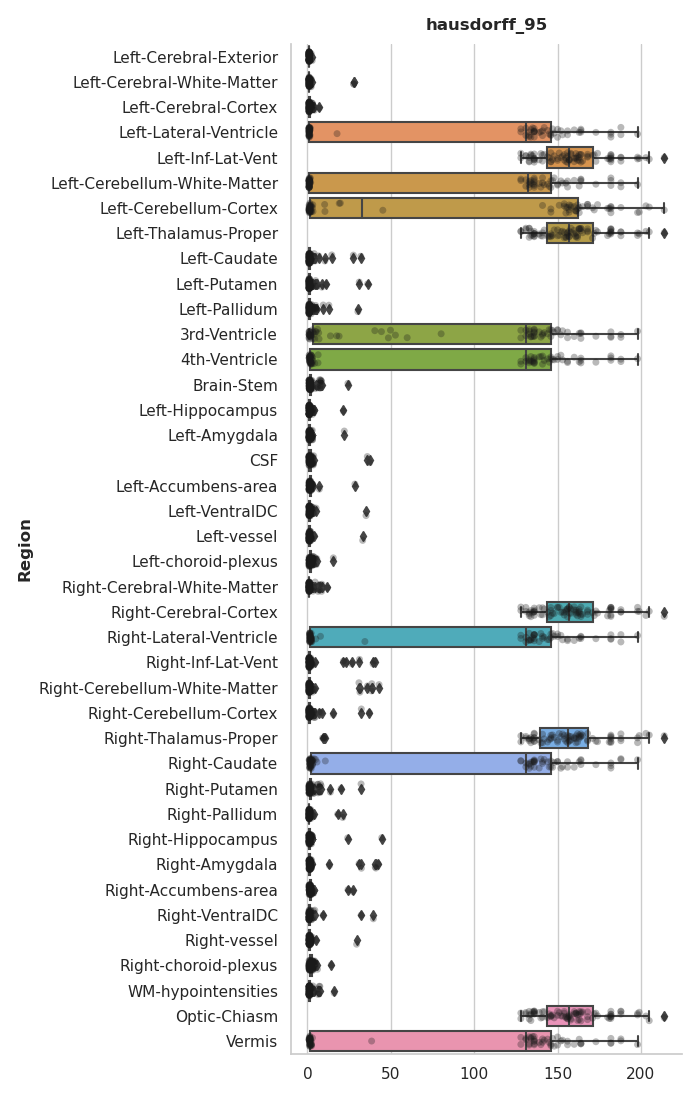 hausdorff_95
Left-Cerebral-Exterior
Left-Cerebral-White-Matter
Left-Cerebral-Cortex
Left-Lateral-Ventricle
Left-Inf-Lat-Vent
Left-Cerebellum-White-Matter
Left-Cerebellum-Cortex
Left-Thalamus-Proper
Left-Caudate
Left-Putamen
Left-Pallidum
3rd-Ventricle
4th-Ventricle
Brain-Stem
Left-Hippocampus
Left-Amygdala
CSF
Left-Accumbens-area
Left-VentralDC
Left-vessel
Left-choroid-plexus
Right-Cerebral-White-Matter
Right-Cerebral-Cortex
Right-Lateral-Ventricle
Right-Inf-Lat-Vent
Right-Cerebellum-White-Matter
Right-Cerebellum-Cortex
Right-Thalamus-Proper
Right-Caudate
Right-Putamen
Right-Pallidum
Right-Hippocampus
Right-Amygdala
Right-Accumbens-area
Right-VentralDC
Right-vessel
Right-choroid-plexus
WM-hypointensities
Optic-Chiasm
Vermis
Region
0 50 100 150 200